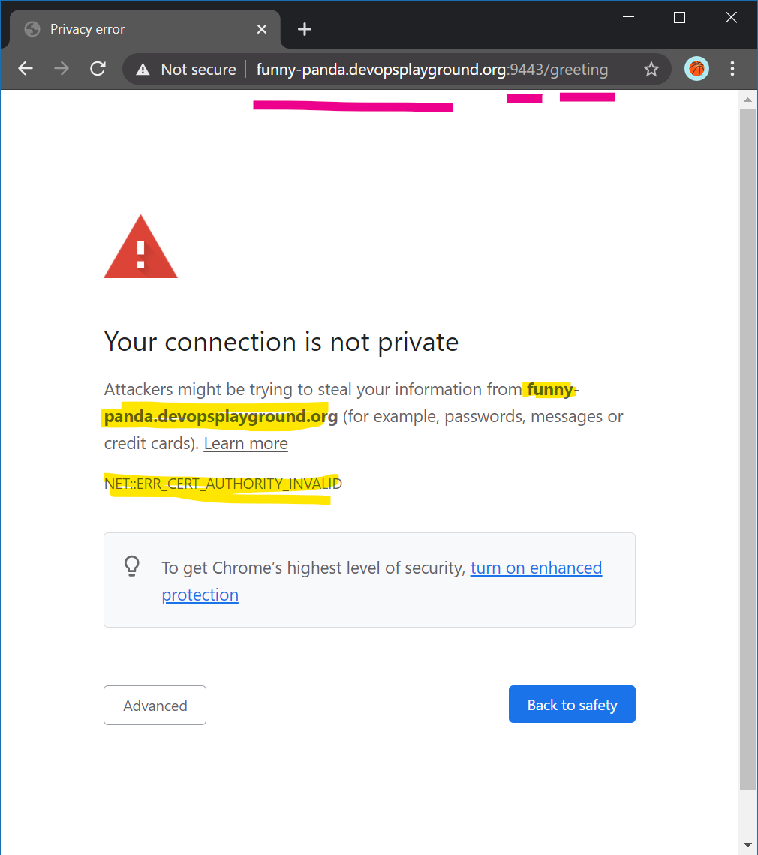 Privacy error
Not secure funny-panda.devopsplayground.org:9443/greeting
Your connection is not private
Attackers might be trying to steal your information from funny-
panda.devopsplayground.org (for example, passwords, messages or
credit cards). Learn more
NET::ERR_CERT_AUTHORITY_INVALID
To get Chrome's highest level of security, turn on enhanced
protection
Advanced
Back to safety